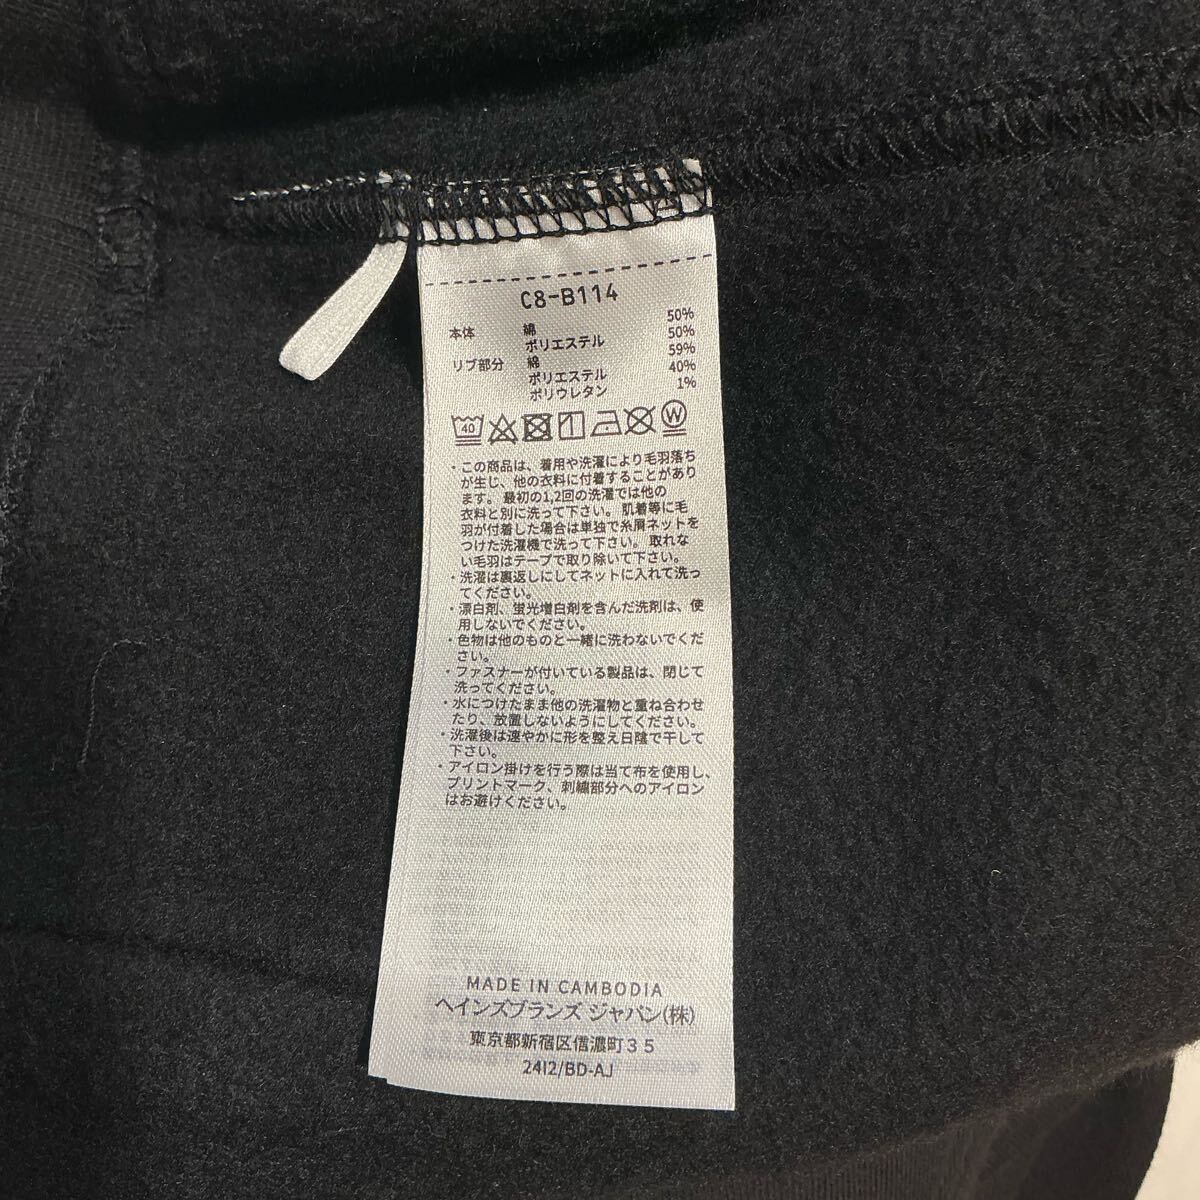 C8-B114
本体 綿 50%
ポリエステル 50%
リブ部分 綿 59%
ポリエステル 40%
ポリウレタン 1%
40 W
・この商品は、着用や洗濯により毛羽落ち
が生じ、他の衣料に付着することがあり
ます。最初の1,2回の洗濯では他の
衣料と別に洗って下さい。肌着等に毛
羽が付着した場合は単独で糸屑ネットを
つけた洗濯機で洗って下さい。取れな
い毛羽はテープで取り除いて下さい。
・洗濯は裏返しにしてネットに入れて洗っ
てください。
・漂白剤、蛍光増白剤を含んだ洗剤は、使
用しないでください。
・色物は他のものと一緒に洗わないでくだ
さい。
・ファスナーが付いている製品は、閉じて
洗ってください。
・水につけたまま他の洗濯物と重ね合わせ
たり、放置しないようにしてください。
・洗濯後は速やかに形を整え日陰で干して
下さい。
・アイロン掛けを行う際は当て布を使用し、
プリントマーク、刺繍部分へのアイロン
はお避けください。
MADE IN CAMBODIA
ヘインズブランズ ジャパン(株)
東京都新宿区信濃町35
24I2/BD-AJ